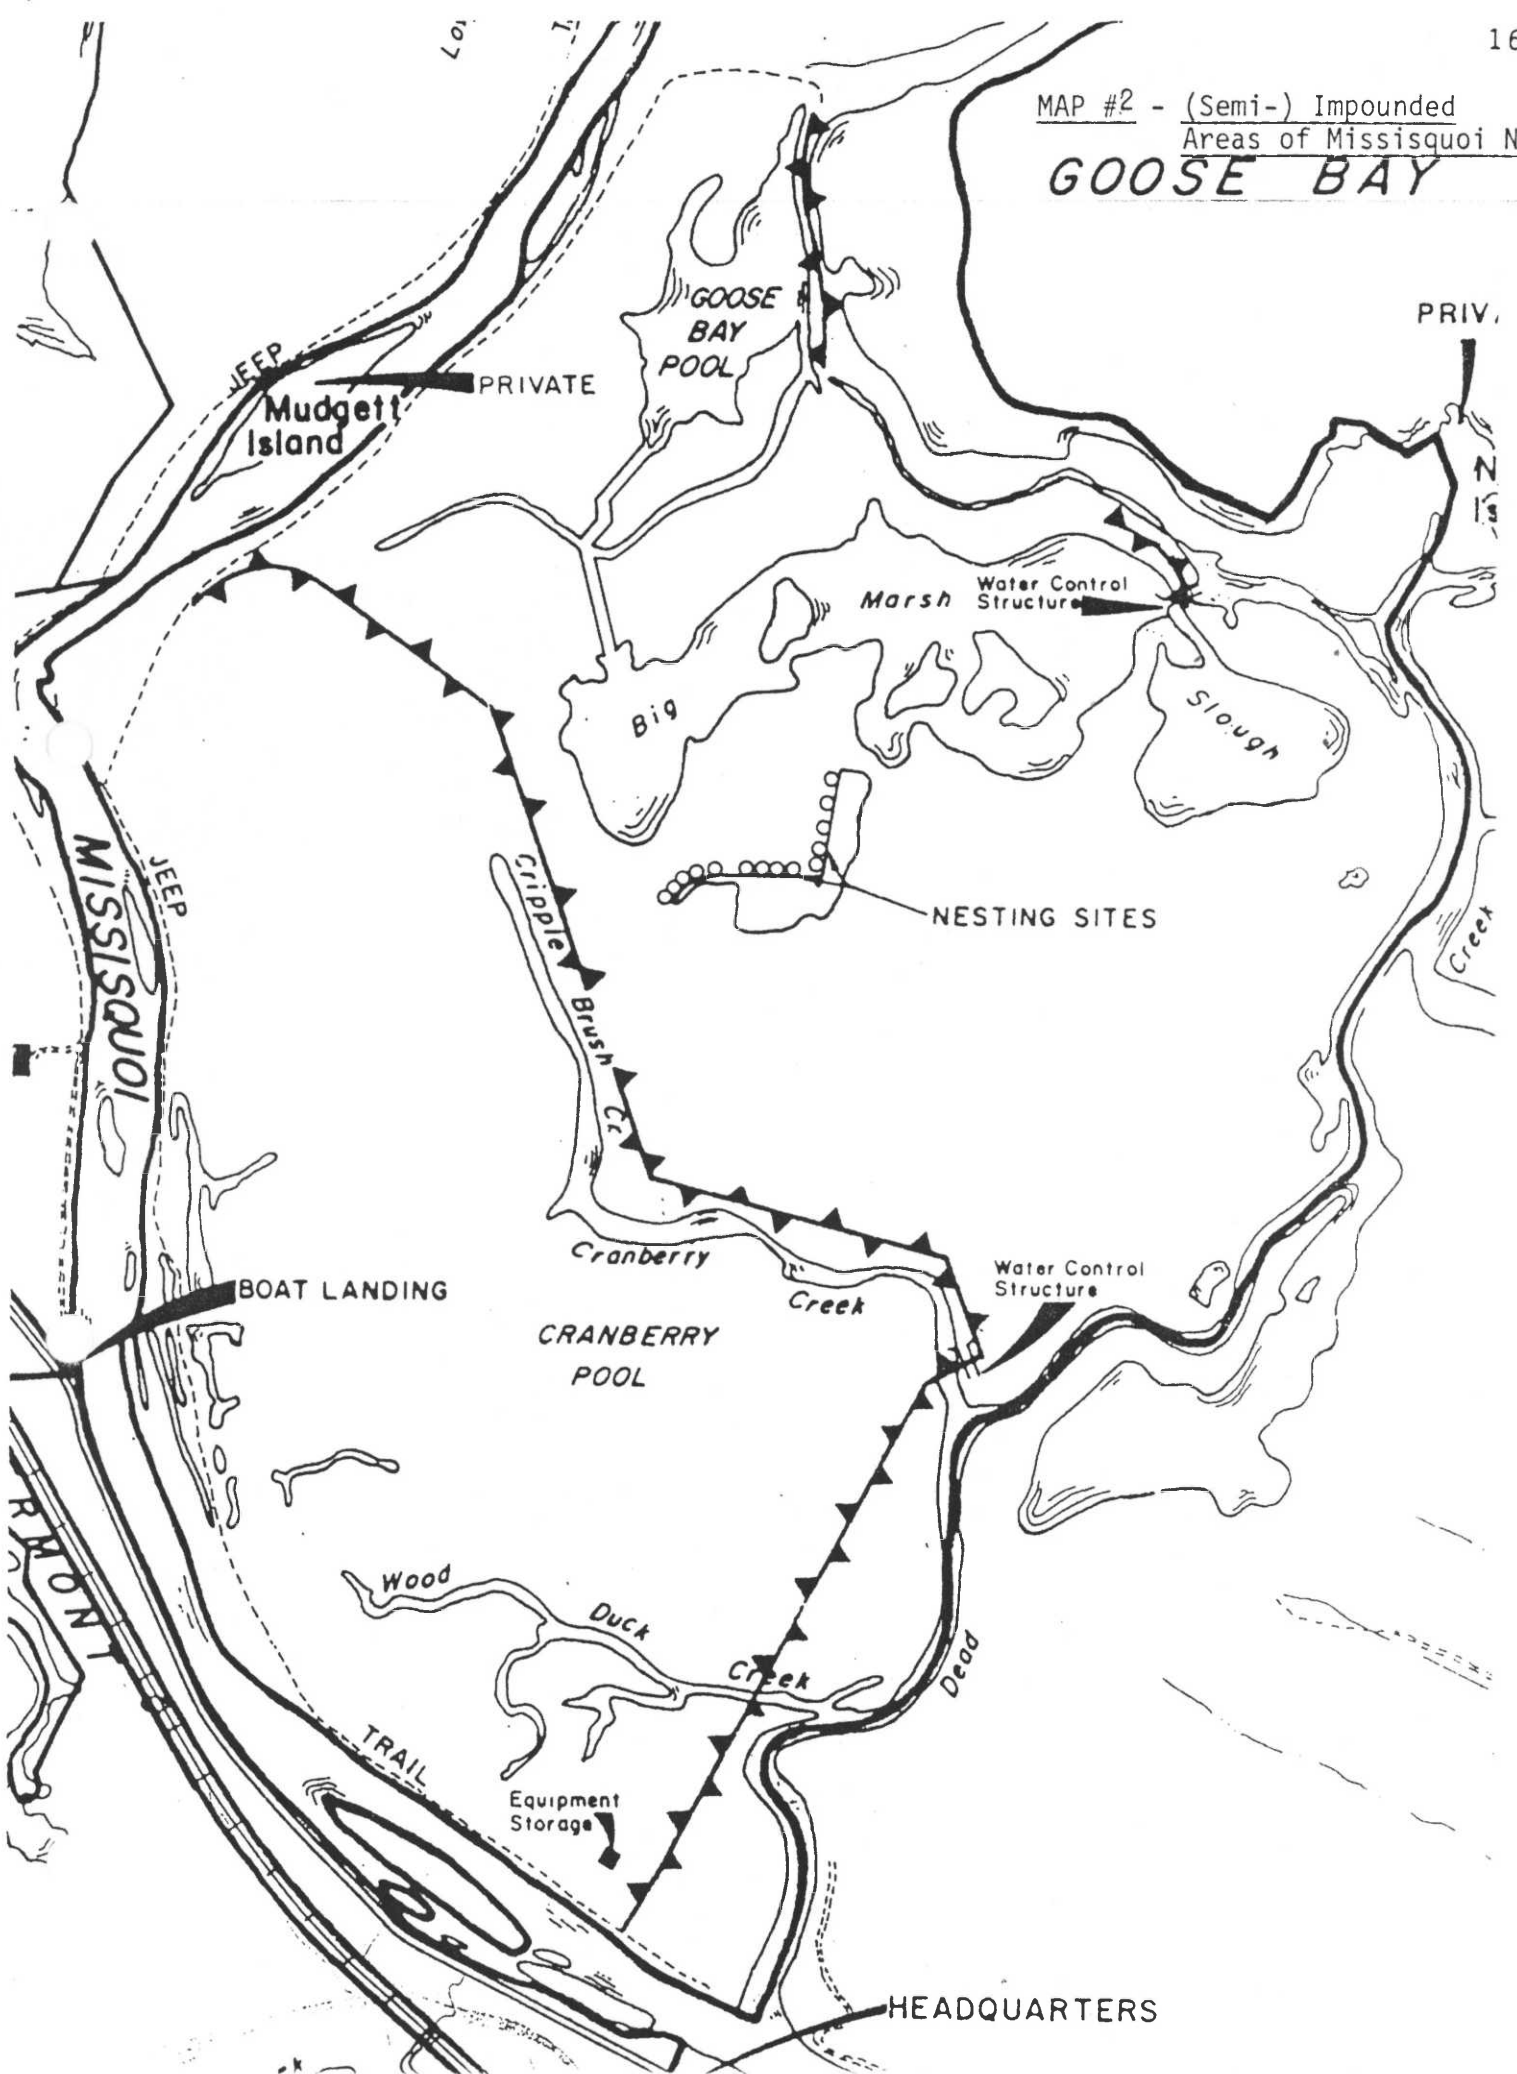 16
MAP #2 - (Semi-) Impounded
Areas of Missisquoi N
GOOSE BAY
GOOSE
BAY
POOL
PRIV
JEEP
PRIVATE
Mudgett
Island
Water Control
Structure
Marsh
Big
Slough
NESTING SITES
Cripple
Brush
Cr.
MISSISQUOI
JEEP
Creek
Cranberry
Creek
Water Control
Structure
BOAT LANDING
CRANBERRY
POOL
RMONT
Wood
Duck
Creek
Dead
TRAIL
Equipment
Storage
HEADQUARTERS